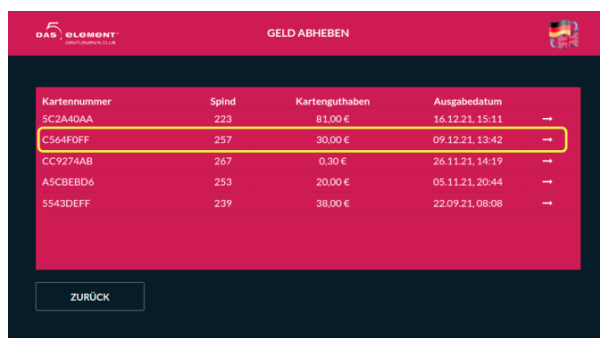 DAS 5 ELEMENT
GENTLEMEN'S CLUB
GELD ABHEBEN
Kartennummer Spind Kartenguthaben Ausgabedatum
5C2A40AA 223 81,00 € 16.12.21, 15:11 →
C564F0FF 257 30,00 € 09.12.21, 13:42 →
CC9274AB 267 0,30 € 26.11.21, 14:19 →
A5CBEBD6 253 20,00 € 05.11.21, 20:44 →
5543DEFF 239 38,00 € 22.09.21, 08:08 →
ZURÜCK